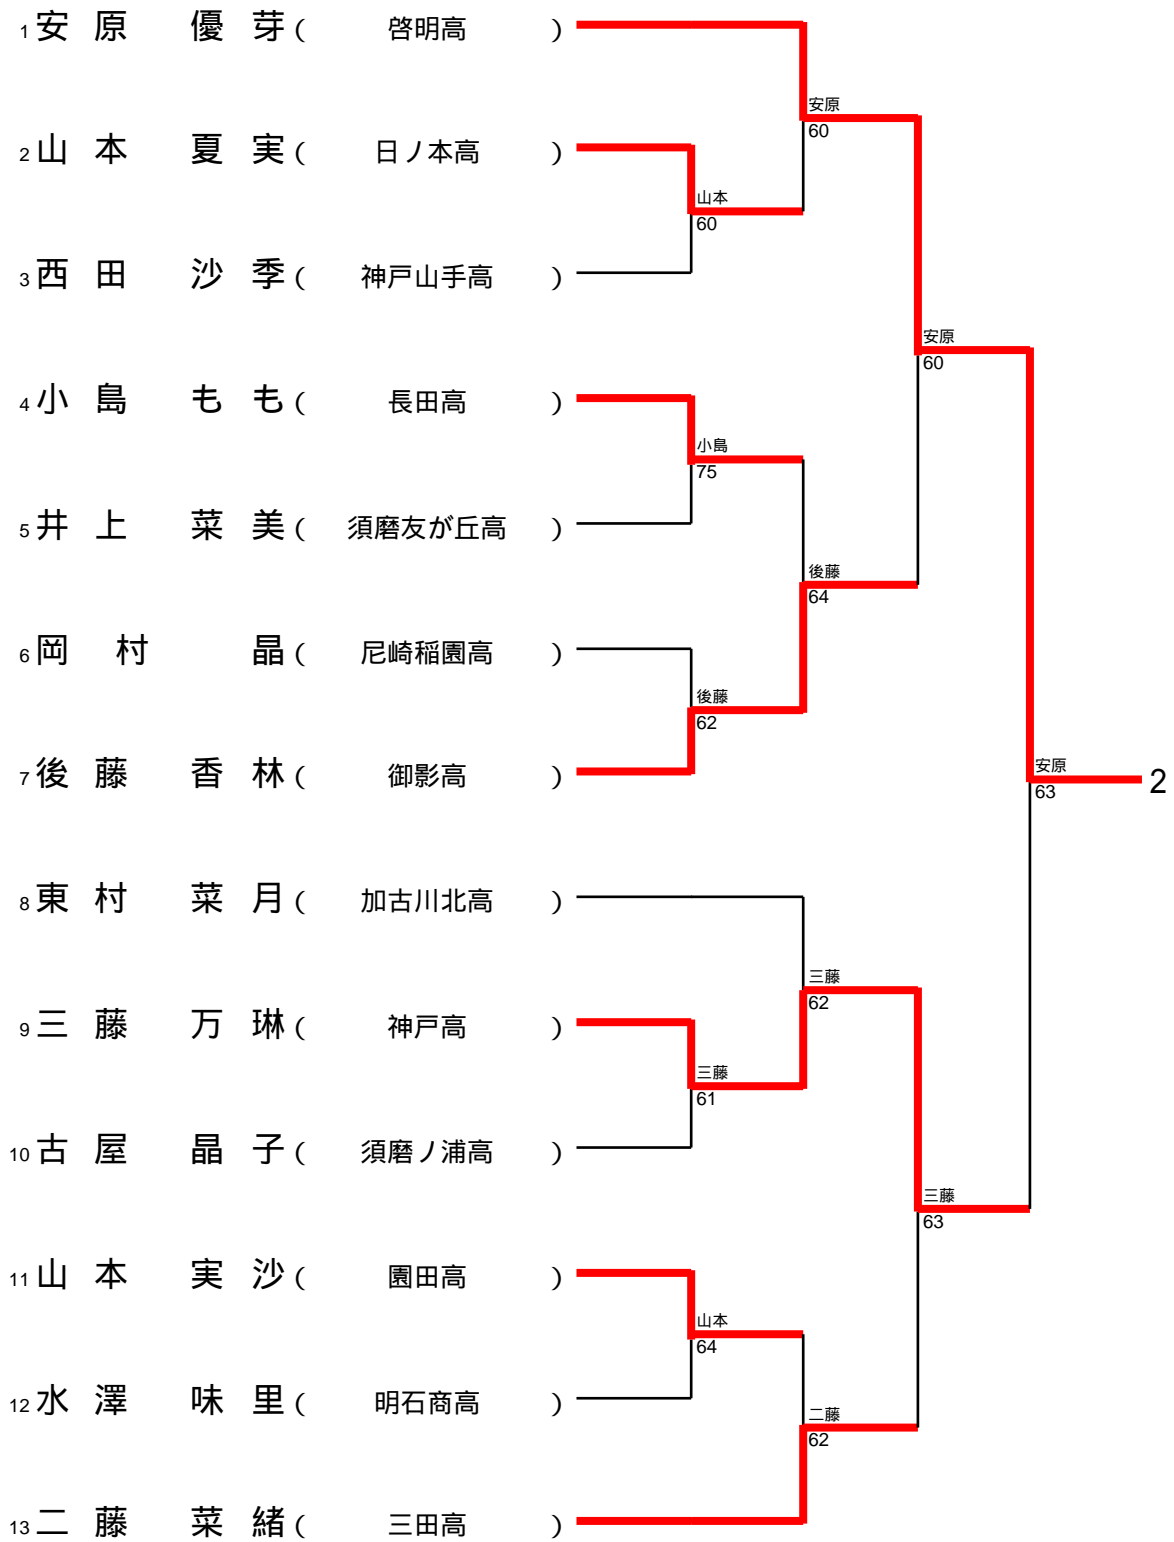 1 安原 優芽 ( 啓明高 )
安原
60
2 山本 夏実 ( 日ノ本高 )
山本
60
3 西田 沙季 ( 神戸山手高 )
安原
60
4 小島 もも ( 長田高 )
小島
75
5 井上 菜美 ( 須磨友が丘高 )
後藤
64
6 岡村 晶 ( 尼崎稲園高 )
後藤
62
7 後藤 香林 ( 御影高 )
安原
63
2
8 東村 菜月 ( 加古川北高 )
三藤
62
9 三藤 万琳 ( 神戸高 )
三藤
61
10 古屋 晶子 ( 須磨ノ浦高 )
三藤
63
11 山本 実沙 ( 園田高 )
山本
64
12 水澤 味里 ( 明石商高 )
二藤
62
13 二藤 菜緒 ( 三田高 )